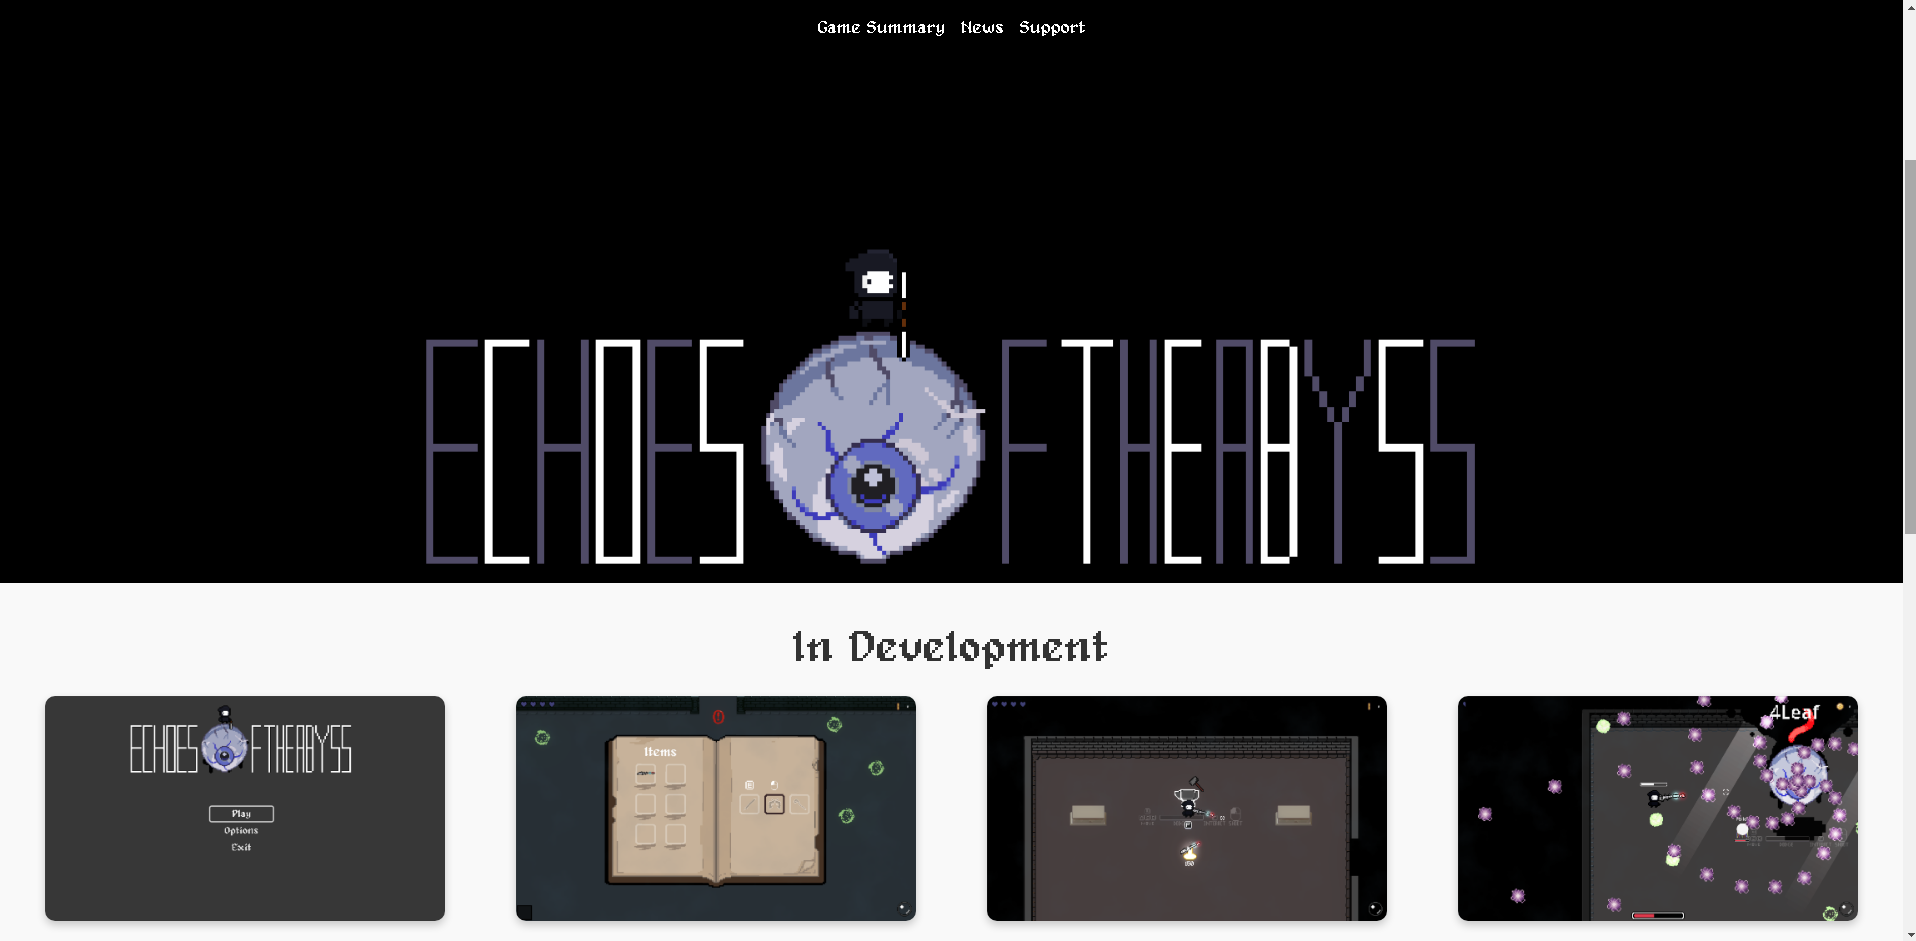 Game Summary News Support
ECHOES OF THE ABYSS
In Development
ECHOES OF THE ABYSS
Play
Options
Exit
Items
4Leaf